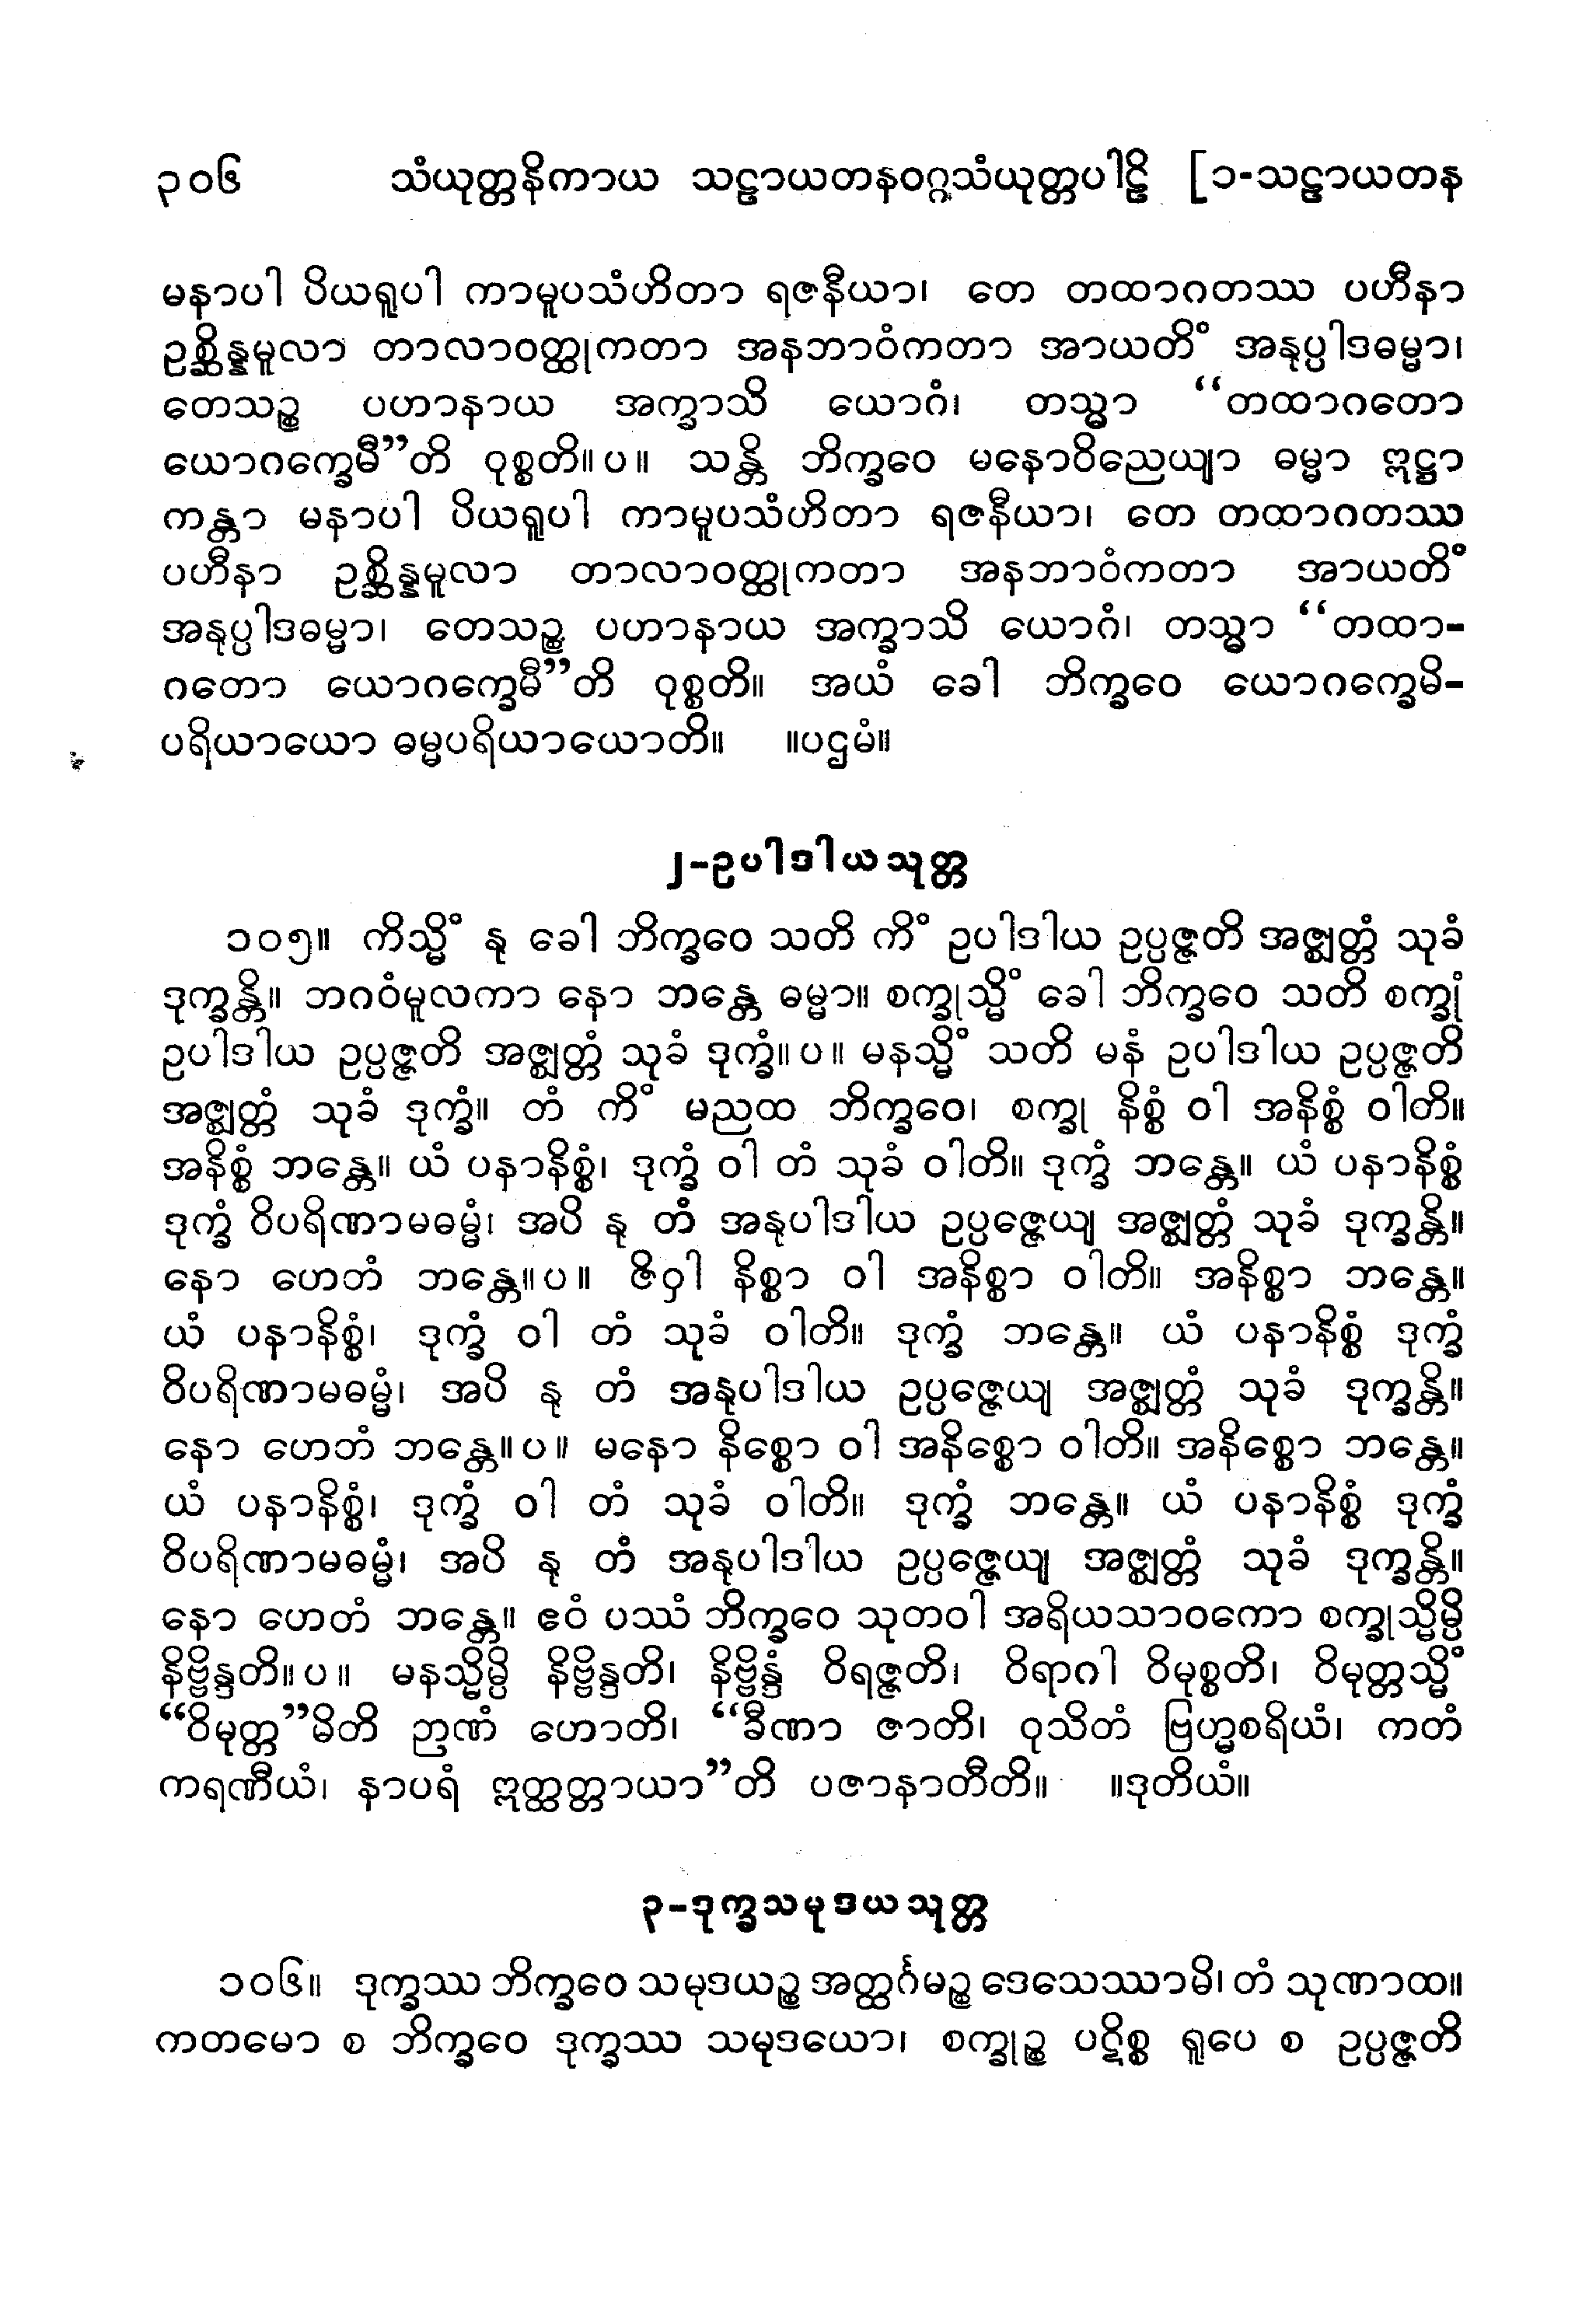 ၃၀၆ သံယုတ္တနိကာယ သဠာယတနဝဂ္ဂသံယုတ္တပါဠိ [၁-သဠာယတန
မနာပါ ပိယရူပါ ကာမူပသံဟိတာ ရဇနီယာ၊ တေ တထာဂတဿ ပဟီနာ
ဥစ္ဆိန္နမူလာ တာလာဝတ္ထုကတာ အနဘာဝံကတာ အာယတိံ အနုပ္ပါဒဓမ္မာ၊
တေသဉ္စ ပဟာနာယ အက္ခာသိ ယောဂံ၊ တသ္မာ “တထာဂတော
ယောဂက္ခေမီ”တိ ဝုစ္စတိ။ပ။ သန္တိ ဘိက္ခဝေ မနောဝိညေယျာ ဓမ္မာ ဣဋ္ဌာ
ကန္တာ မနာပါ ပိယရူပါ ကာမူပသံဟိတာ ရဇနီယာ၊ တေ တထာဂတဿ
ပဟီနာ ဥစ္ဆိန္နမူလာ တာလာဝတ္ထုကတာ အနဘာဝံကတာ အာယတိံ
အနုပ္ပါဒဓမ္မာ၊ တေသဉ္စ ပဟာနာယ အက္ခာသိ ယောဂံ၊ တသ္မာ “တထာ-
ဂတော ယောဂက္ခေမီ”တိ ဝုစ္စတိ။ အယံ ခေါ ဘိက္ခဝေ ယောဂက္ခေမိ-
ပရိယာယော ဓမ္မပရိယာယောတိ။ ။ပဌမံ။
၂-ဥပါဒါယသုတ္တ
၁၀၅။ ကိသ္မိံ နု ခေါ ဘိက္ခဝေ သတိ ကိံ ဥပါဒါယ ဥပ္ပဇ္ဇတိ အဇ္ဈတ္တံ သုခံ
ဒုက္ခန္တိ။ ဘဂဝံမူလကာ နော ဘန္တေ ဓမ္မာ။ စက္ခုသ္မိံ ခေါ ဘိက္ခဝေ သတိ စက္ခုံ
ဥပါဒါယ ဥပ္ပဇ္ဇတိ အဇ္ဈတ္တံ သုခံ ဒုက္ခံ။ပ။ မနသ္မိံ သတိ မနံ ဥပါဒါယ ဥပ္ပဇ္ဇတိ
အဇ္ဈတ္တံ သုခံ ဒုက္ခံ။ တံ ကိံ မညထ ဘိက္ခဝေ၊ စက္ခု နိစ္စံ ဝါ အနိစ္စံ ဝါတိ။
အနိစ္စံ ဘန္တေ။ ယံ ပနာနိစ္စံ၊ ဒုက္ခံ ဝါ တံ သုခံ ဝါတိ။ ဒုက္ခံ ဘန္တေ။ ယံ ပနာနိစ္စံ
ဒုက္ခံ ဝိပရိဏာမဓမ္မံ၊ အပိ နု တံ အနုပါဒါယ ဥပ္ပဇ္ဇေယျ အဇ္ဈတ္တံ သုခံ ဒုက္ခန္တိ။
နော ဟေတံ ဘန္တေ။ပ။ ဇိဝှါ နိစ္စာ ဝါ အနိစ္စာ ဝါတိ။ အနိစ္စာ ဘန္တေ။
ယံ ပနာနိစ္စံ၊ ဒုက္ခံ ဝါ တံ သုခံ ဝါတိ။ ဒုက္ခံ ဘန္တေ။ ယံ ပနာနိစ္စံ ဒုက္ခံ
ဝိပရိဏာမဓမ္မံ၊ အပိ နု တံ အနုပါဒါယ ဥပ္ပဇ္ဇေယျ အဇ္ဈတ္တံ သုခံ ဒုက္ခန္တိ။
နော ဟေတံ ဘန္တေ။ပ။ မနော နိစ္စော ဝါ အနိစ္စော ဝါတိ။ အနိစ္စော ဘန္တေ။
ယံ ပနာနိစ္စံ၊ ဒုက္ခံ ဝါ တံ သုခံ ဝါတိ။ ဒုက္ခံ ဘန္တေ။ ယံ ပနာနိစ္စံ ဒုက္ခံ
ဝိပရိဏာမဓမ္မံ၊ အပိ နု တံ အနုပါဒါယ ဥပ္ပဇ္ဇေယျ အဇ္ဈတ္တံ သုခံ ဒုက္ခန္တိ။
နော ဟေတံ ဘန္တေ။ ဧဝံ ပဿံ ဘိက္ခဝေ သုတဝါ အရိယသာဝကော စက္ခုသ္မိမ္ပိ
နိဗ္ဗိန္ဒတိ။ပ။ မနသ္မိမ္ပိ နိဗ္ဗိန္ဒတိ၊ နိဗ္ဗိန္ဒံ ဝိရဇ္ဇတိ၊ ဝိရာဂါ ဝိမုစ္စတိ၊ ဝိမုတ္တသ္မိံ
“ဝိမုတ္တ”မိတိ ဉာဏံ ဟောတိ၊ “ခီဏာ ဇာတိ၊ ဝုသိတံ ဗြဟ္မစရိယံ၊ ကတံ
ကရဏီယံ၊ နာပရံ ဣတ္ထတ္တာယာ”တိ ပဇာနာတီတိ။ ။ဒုတိယံ။
၃-ဒုက္ခသမုဒယသုတ္တ
၁၀၆။ ဒုက္ခဿ ဘိက္ခဝေ သမုဒယဉ္စ အတ္ထင်္ဂမဉ္စ ဒေသေဿာမိ၊ တံ သုဏာထ။
ကတမော စ ဘိက္ခဝေ ဒုက္ခဿ သမုဒယော၊ စက္ခုဉ္စ ပဋိစ္စ ရူပေ စ ဥပ္ပဇ္ဇတိ